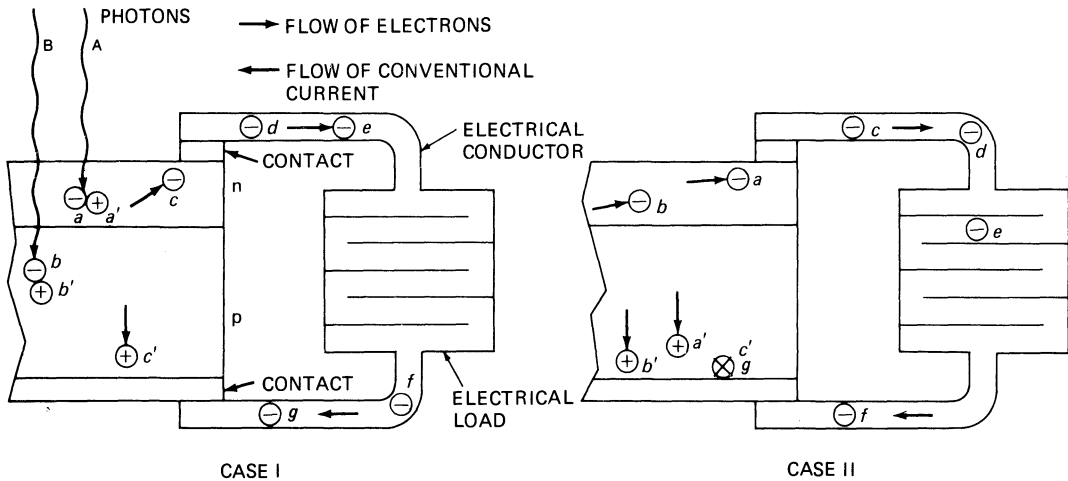 PHOTONS
B
A
FLOW OF ELECTRONS
FLOW OF CONVENTIONAL
CURRENT
d
e
ELECTRICAL
CONDUCTOR
CONTACT
n
a
a'
c
b
b'
p
c'
CONTACT
f
ELECTRICAL
LOAD
g
CASE I
c
d
a
b
e
a'
b'
c'
g
f
CASE II